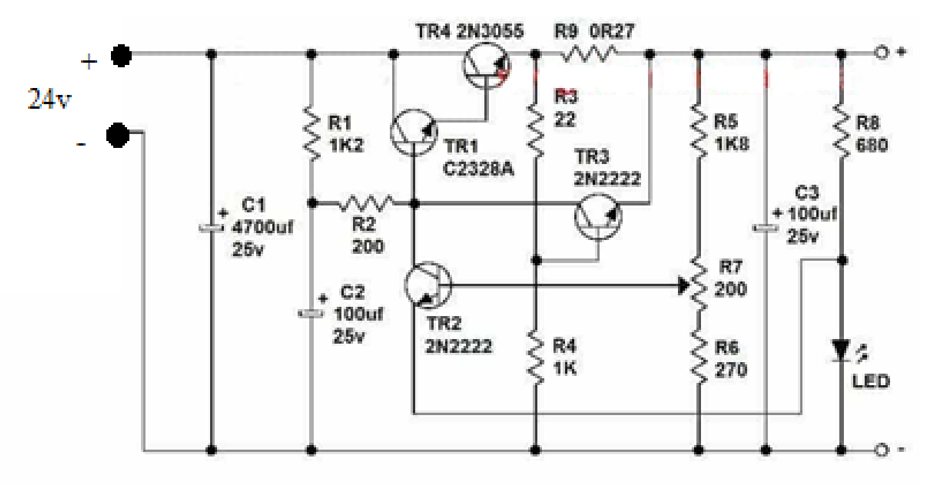 TR4 2N3055
R9 0R27
+
+
24v
-
R1
1K2
TR1
C2328A
R3
22
TR3
2N2222
R5
1K8
R8
680
C1
+ 4700uf
25v
R2
200
C3
+ 100uf
25v
C2
+ 100uf
25v
TR2
2N2222
R7
200
R4
1K
R6
270
LED
-